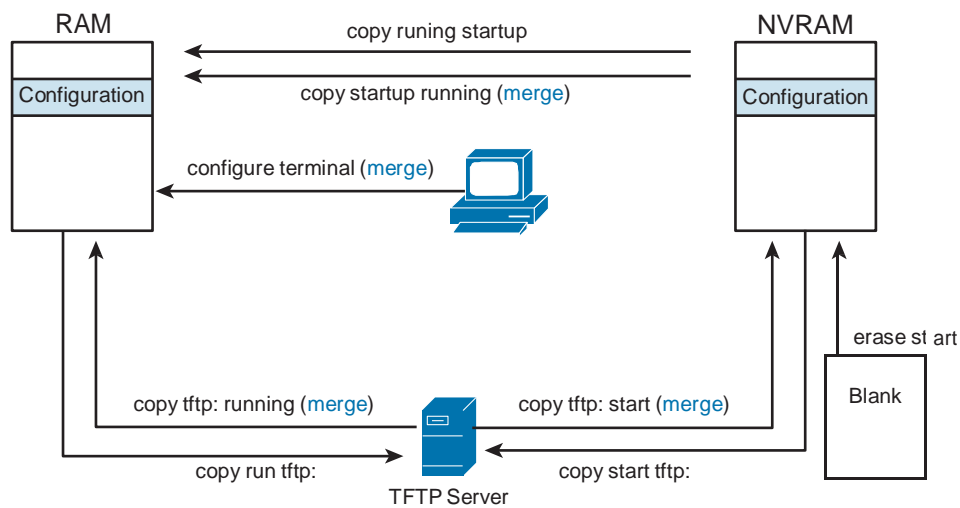 RAM
copy runing startup
NVRAM
Configuration
copy startup running (merge)
Configuration
configure terminal (merge)
erase st art
copy tftp: running (merge)
copy tftp: start (merge)
Blank
copy run tftp:
copy start tftp:
TFTP Server